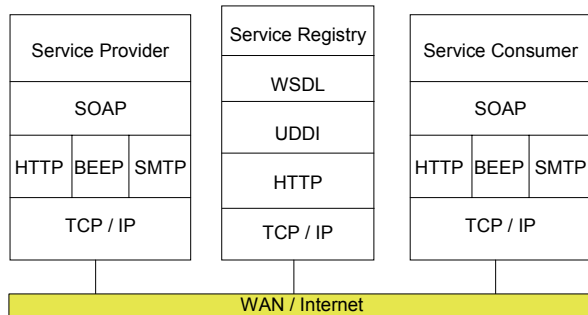 Service Provider
SOAP
HTTP BEEP SMTP
TCP / IP
Service Registry
WSDL
UDDI
HTTP
TCP / IP
Service Consumer
SOAP
HTTP BEEP SMTP
TCP / IP
WAN / Internet